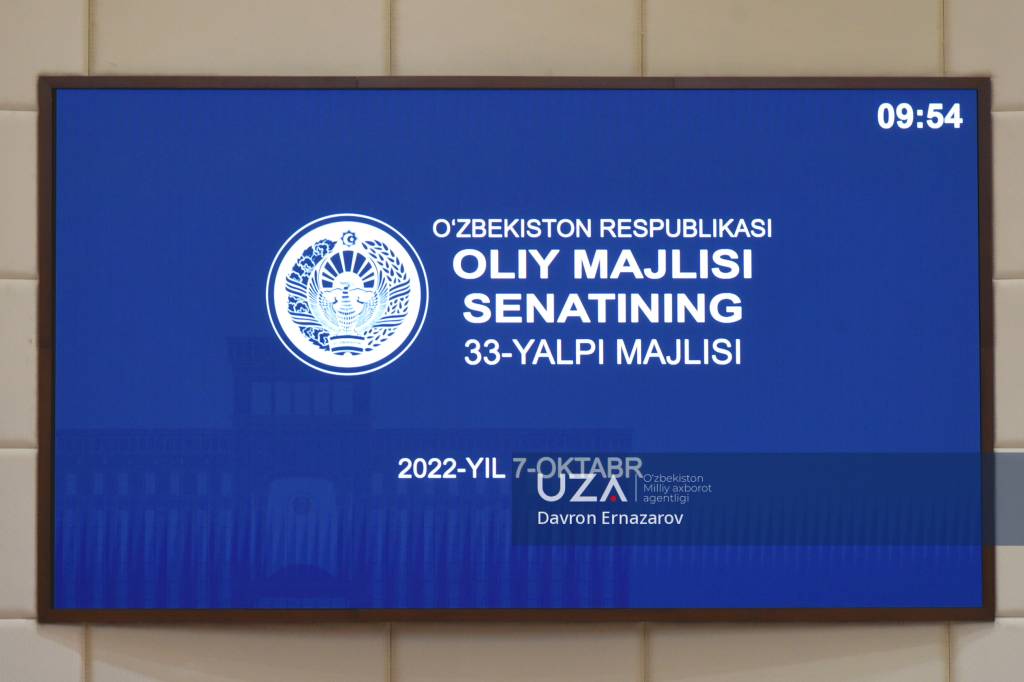 09:54
O‘ZBEKISTON RESPUBLIKASI
OLIY MAJLISI
SENATINING
33-YALPI MAJLISI
2022-YIL 7-OKTABR
UZA
O‘zbekiston
Milliy axborot
agentligi
Davron Ernazarov